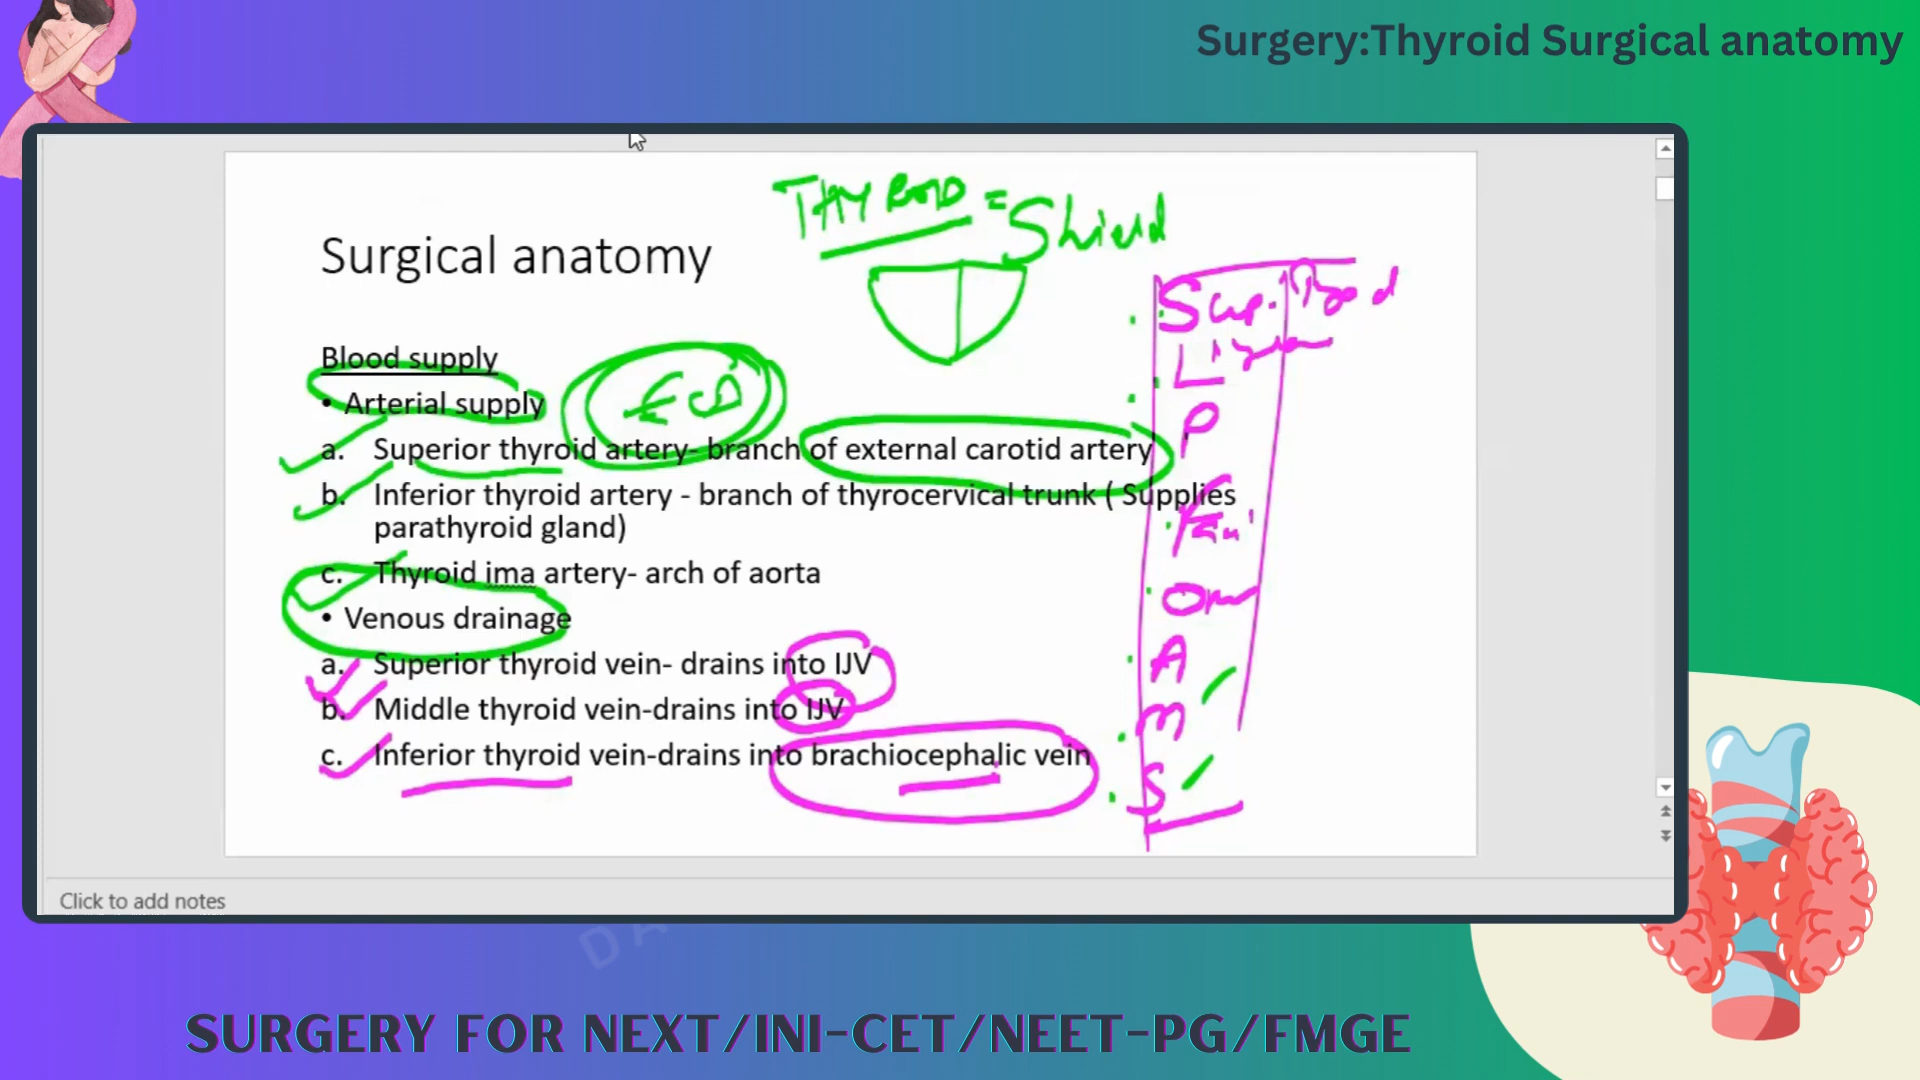 Surgery:Thyroid Surgical anatomy
THYROID = Shield
Surgical anatomy
Sup.
Blood supply
• Arterial supply
P
a. Superior thyroid artery- branch of external carotid artery
b. Inferior thyroid artery - branch of thyrocervical trunk ( Supplies
parathyroid gland)
c. Thyroid ima artery- arch of aorta
• Venous drainage
A
a. Superior thyroid vein- drains into IJV
b. Middle thyroid vein-drains into IJV
M
c. Inferior thyroid vein-drains into brachiocephalic vein
S
Click to add notes
DA
SURGERY FOR NEXT/INI-CET/NEET-PG/FMGE